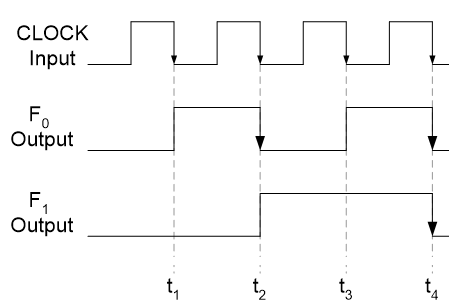 CLOCK
Input
F₀
Output
F₁
Output
t₁ t₂ t₃ t₄